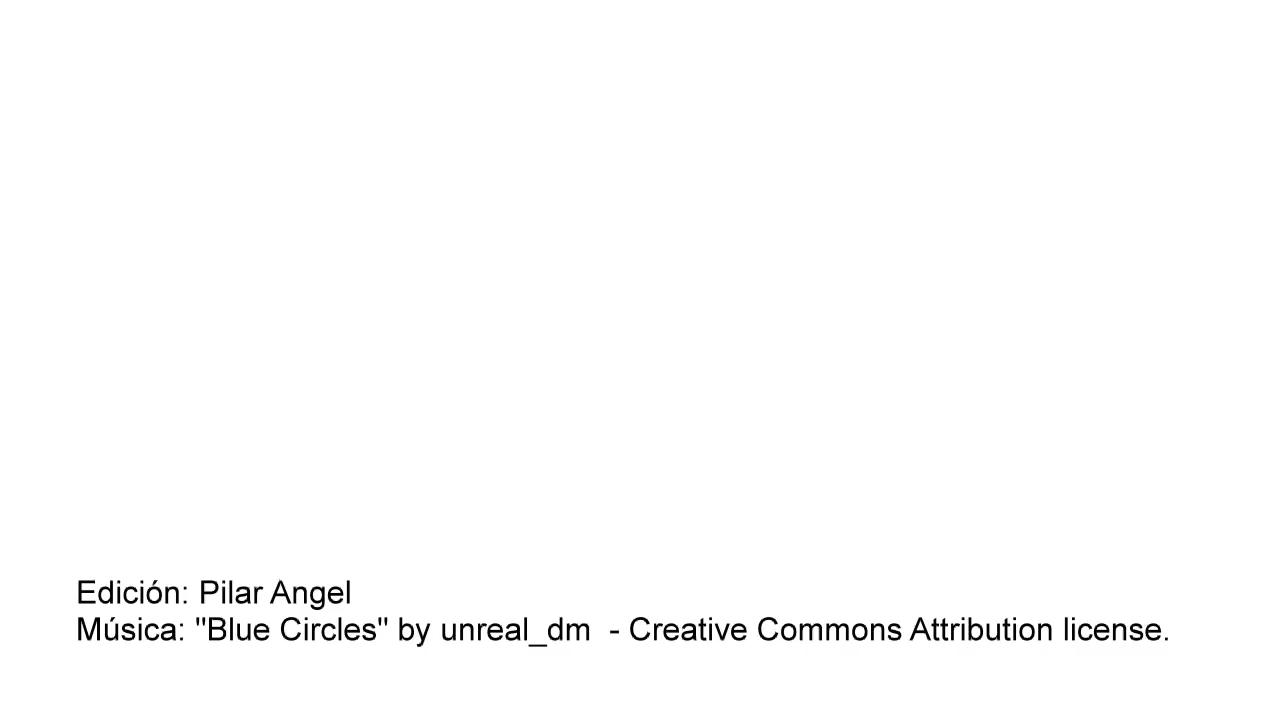 Edición: Pilar Angel
Música: "Blue Circles" by unreal_dm  - Creative Commons Attribution license.